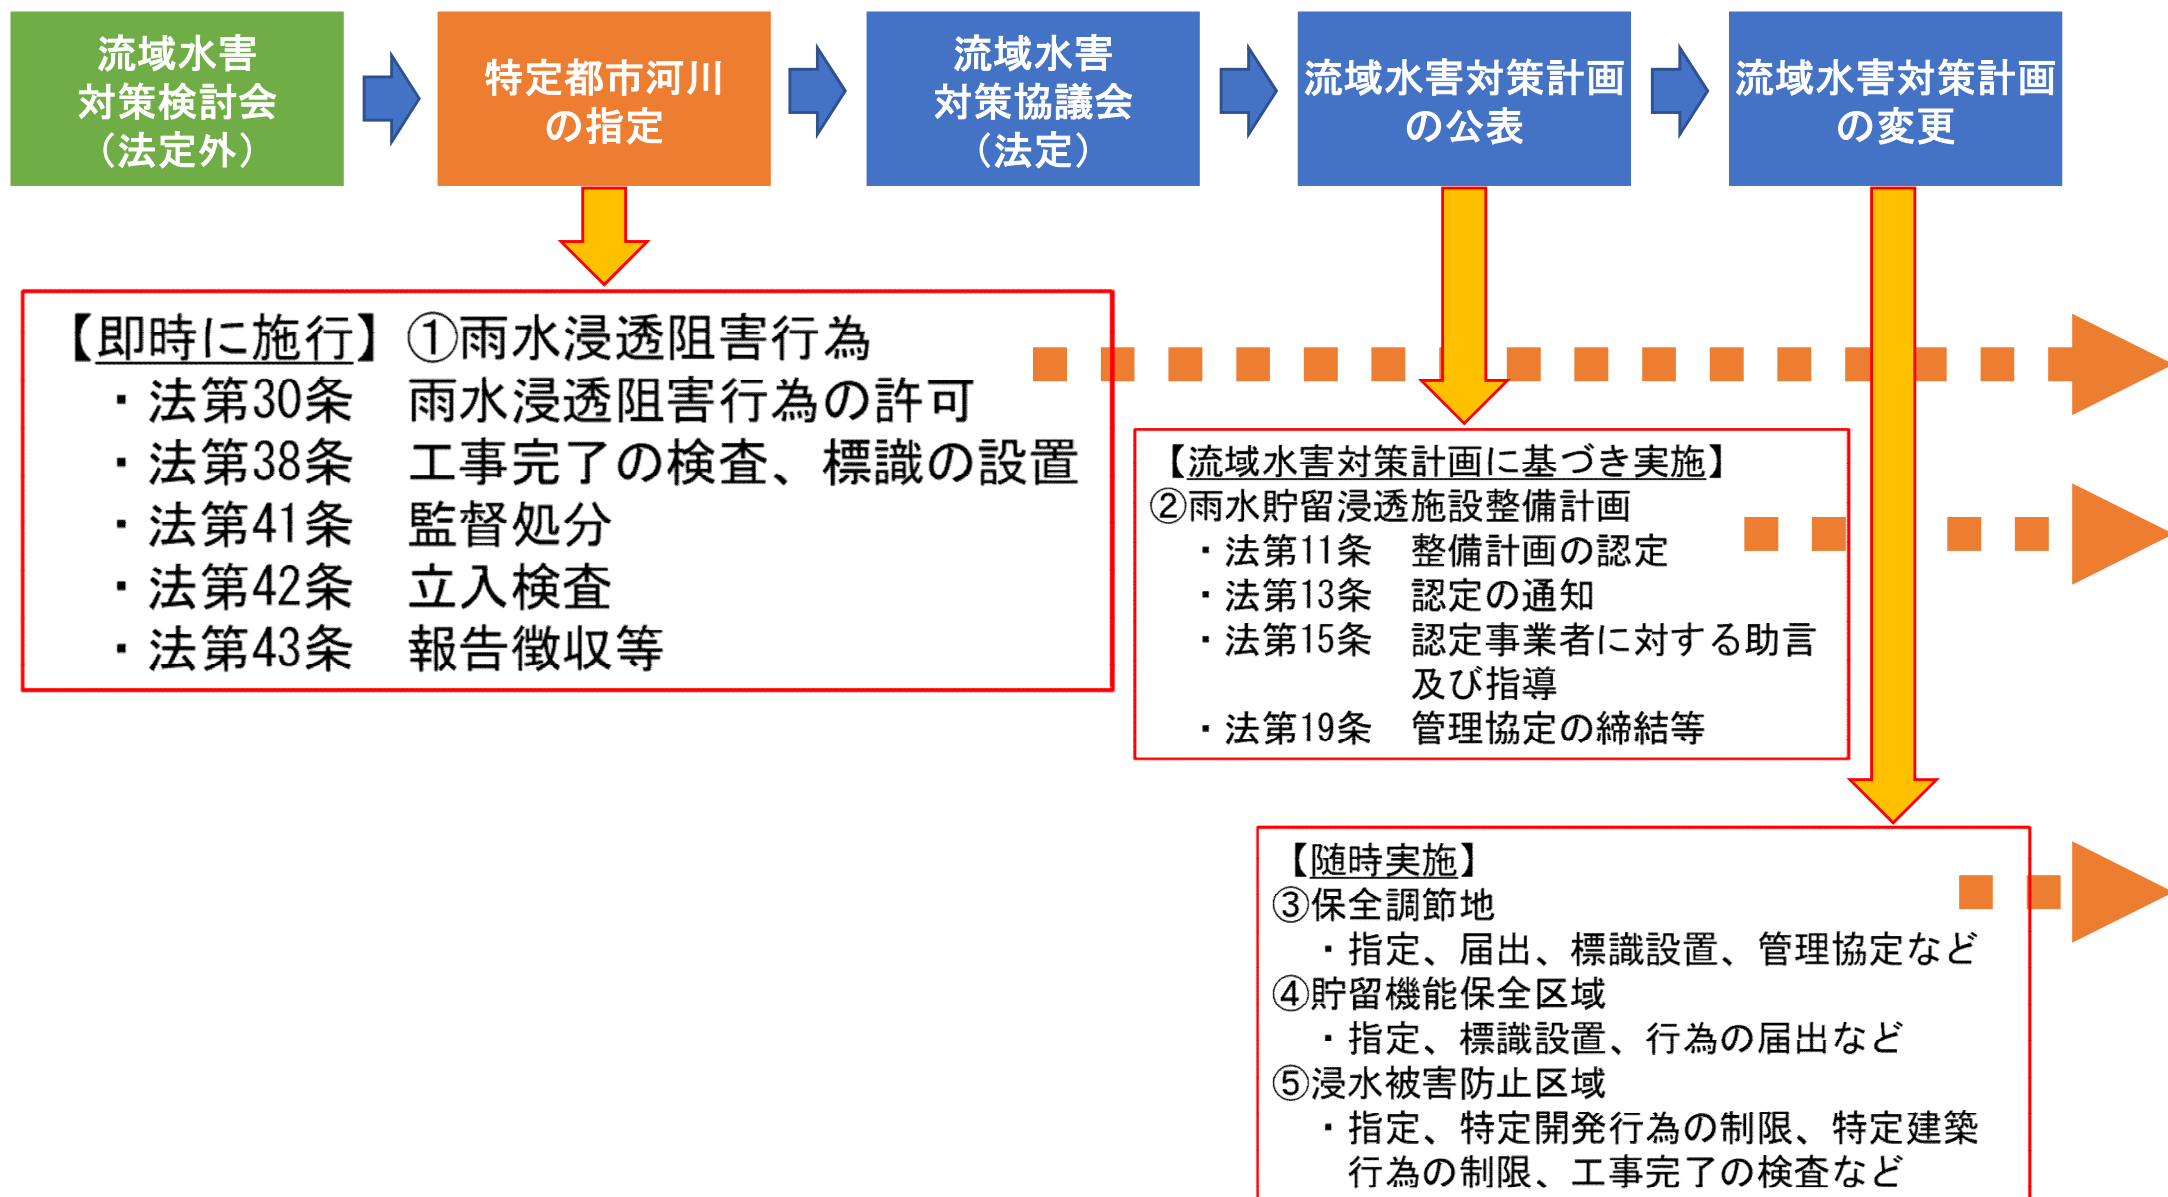 流域水害
対策検討会
（法定外）
特定都市河川
の指定
流域水害
対策協議会
（法定）
流域水害対策計画
の公表
流域水害対策計画
の変更
【即時に施行】①雨水浸透阻害行為
・法第30条　雨水浸透阻害行為の許可
・法第38条　工事完了の検査、標識の設置
・法第41条　監督処分
・法第42条　立入検査
・法第43条　報告徴収等
【流域水害対策計画に基づき実施】
②雨水貯留浸透施設整備計画
・法第11条　整備計画の認定
・法第13条　認定の通知
・法第15条　認定事業者に対する助言
及び指導
・法第19条　管理協定の締結等
【随時実施】
③保全調節地
・指定、届出、標識設置、管理協定など
④貯留機能保全区域
・指定、標識設置、行為の届出など
⑤浸水被害防止区域
・指定、特定開発行為の制限、特定建築
行為の制限、工事完了の検査など